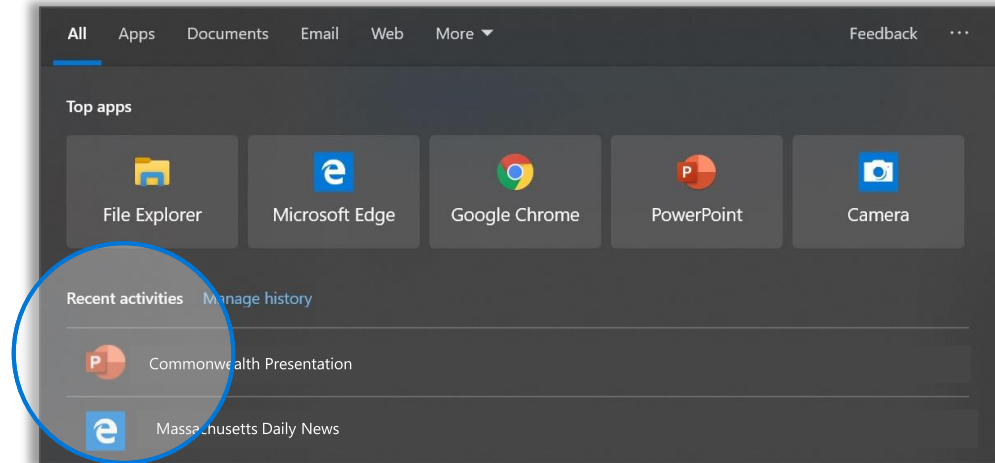 All Apps Documents Email Web More Feedback ...
Top apps
File Explorer Microsoft Edge Google Chrome PowerPoint Camera
Recent activities Manage history
P Commonwealth Presentation
Massachusetts Daily News